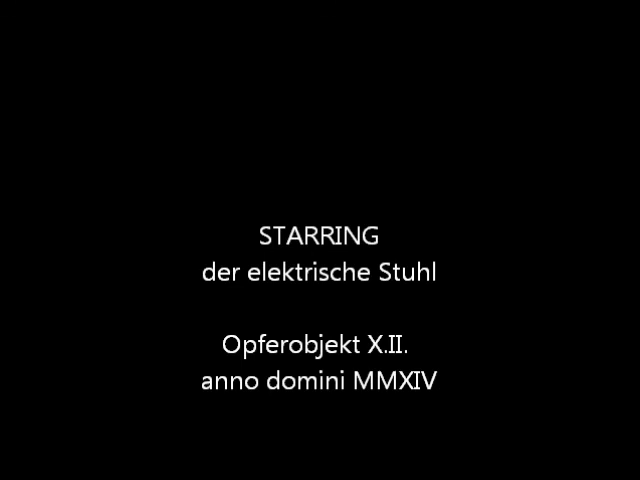 STARRING
der elektrische Stuhl
Opferobjekt X.II.
anno domini MMXIV